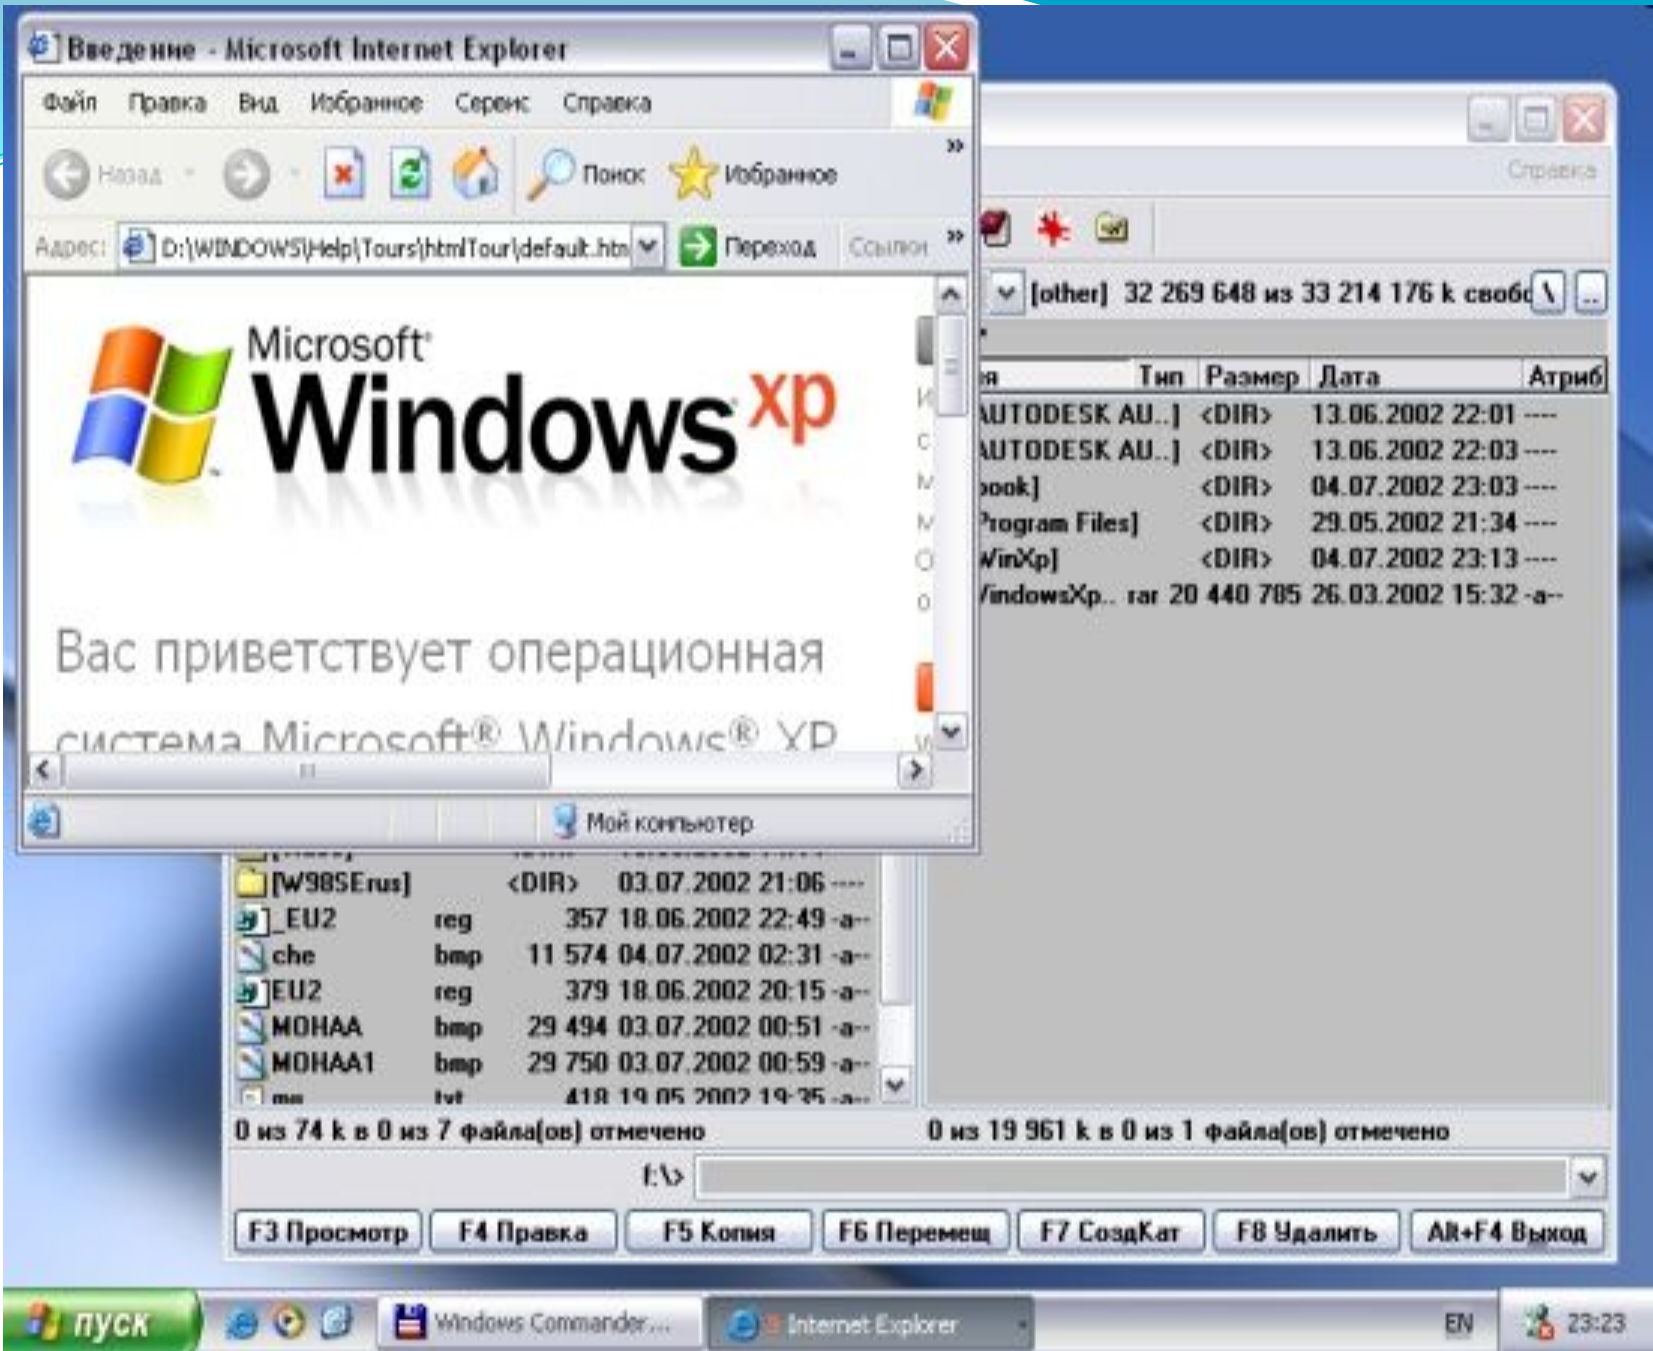 Введение - Microsoft Internet Explorer
Файл Правка Вид Избранное Сервис Справка
Назад Поиск Избранное »
Адрес: D:\WINDOWS\Help\Tours\htmlTour\default.htm Переход Ссылки »
Microsoft®
Windows xp
Вас приветствует операционная
система Microsoft® Windows® XP
Мой компьютер
Справка
[other] 32 269 648 из 33 214 176 k свобо \ ..
ия Тип Размер Дата Атриб
AUTODESK AU..] <DIR> 13.06.2002 22:01 ----
AUTODESK AU..] <DIR> 13.06.2002 22:03 ----
book] <DIR> 04.07.2002 23:03 ----
Program Files] <DIR> 29.05.2002 21:34 ----
WinXp] <DIR> 04.07.2002 23:13 ----
WindowsXp.. rar 20 440 785 26.03.2002 15:32 -a--
[W98SErus] <DIR> 03.07.2002 21:06 ----
_EU2 reg 357 18.06.2002 22:49 -a--
che bmp 11 574 04.07.2002 02:31 -a--
EU2 reg 379 18.06.2002 20:15 -a--
MOHAA bmp 29 494 03.07.2002 00:51 -a--
MOHAA1 bmp 29 750 03.07.2002 00:59 -a--
txt 418 19.05.2002 19:35 -a--
0 из 74 k в 0 из 7 файла(ов) отмечено
0 из 19 961 k в 0 из 1 файла(ов) отмечено
f:\>
F3 Просмотр F4 Правка F5 Копия F6 Перемещ F7 СоздКат F8 Удалить Alt+F4 Выход
пуск Windows Commander... 8 Internet Explorer EN 23:23